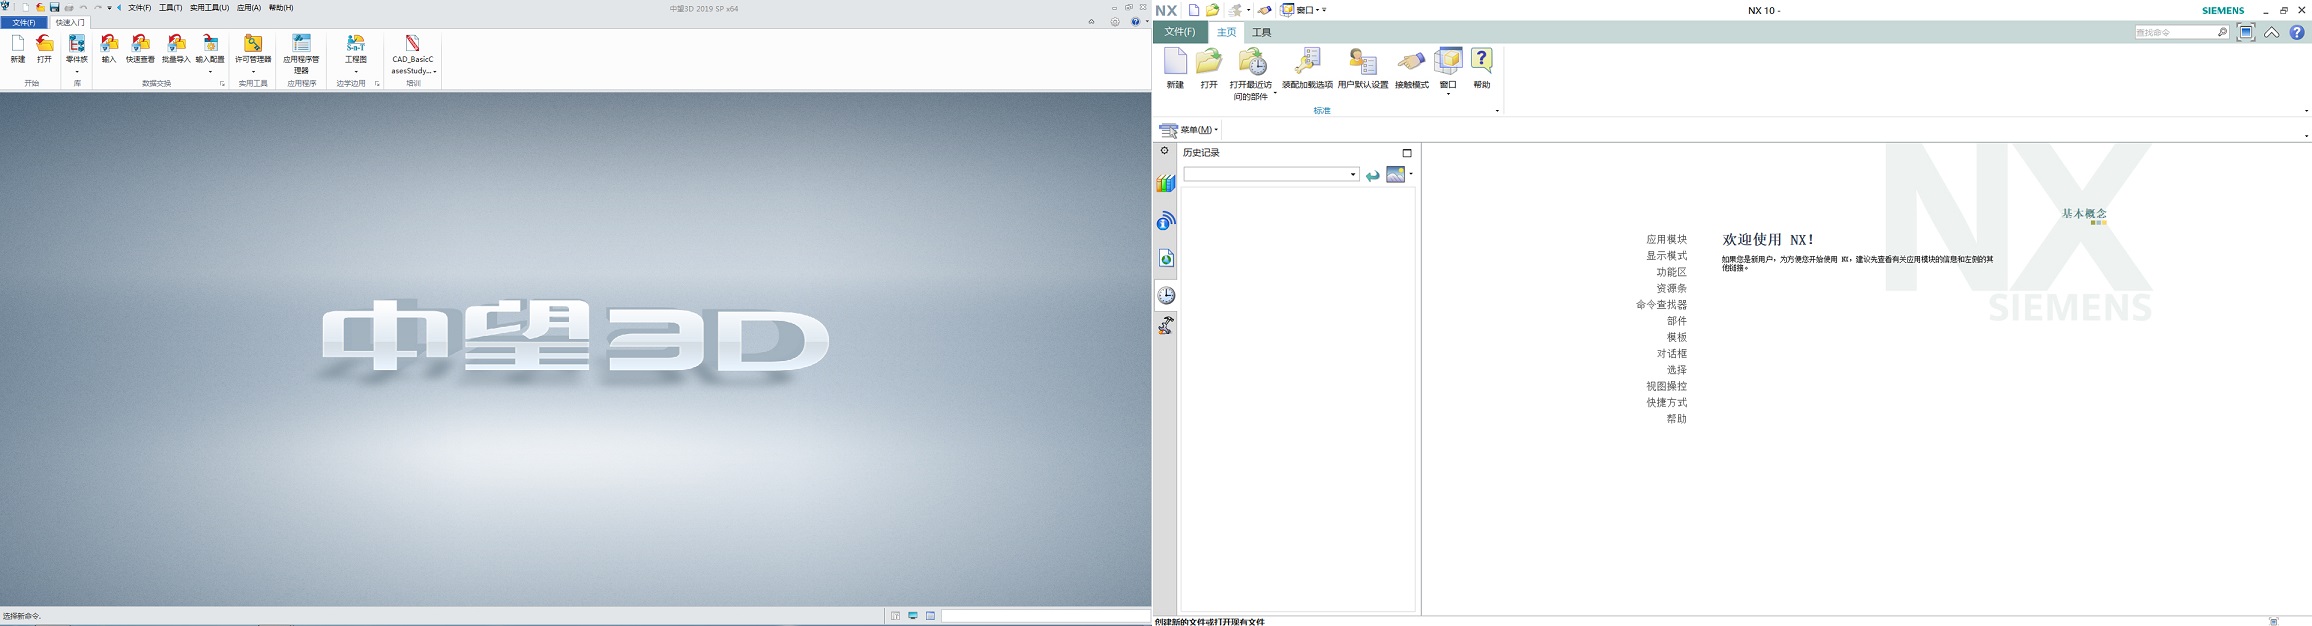 文件(F) 工具(T) 实用工具(U) 应用(A) 帮助(H)
中望3D 2019 SP x64
文件(F) 快速入门
新建 打开 零件族 输入 快速查看 批量导入 输入配置 许可管理器 应用程序管理器 工程图 CAD_BasicCasesStudy...
开始 库 数据交换 实用工具 应用程序 边学边用 培训
中望3D
选择新命令.
NX 窗口
NX 10 -
SIEMENS
文件(F) 主页 工具
查找命令
新建 打开 打开最近访问的部件 装配加载选项 用户默认设置 接触模式 窗口 帮助
标准
菜单(M)
历史记录
NX
SIEMENS
基本概念
欢迎使用 NX!
如果您是新用户，为方便您开始使用 NX，建议先查看有关应用模块的信息和左侧的其
他链接。
应用模块
显示模式
功能区
资源条
命令查找器
部件
模板
对话框
选择
视图操控
快捷方式
帮助
创建新的文件或打开现有文件